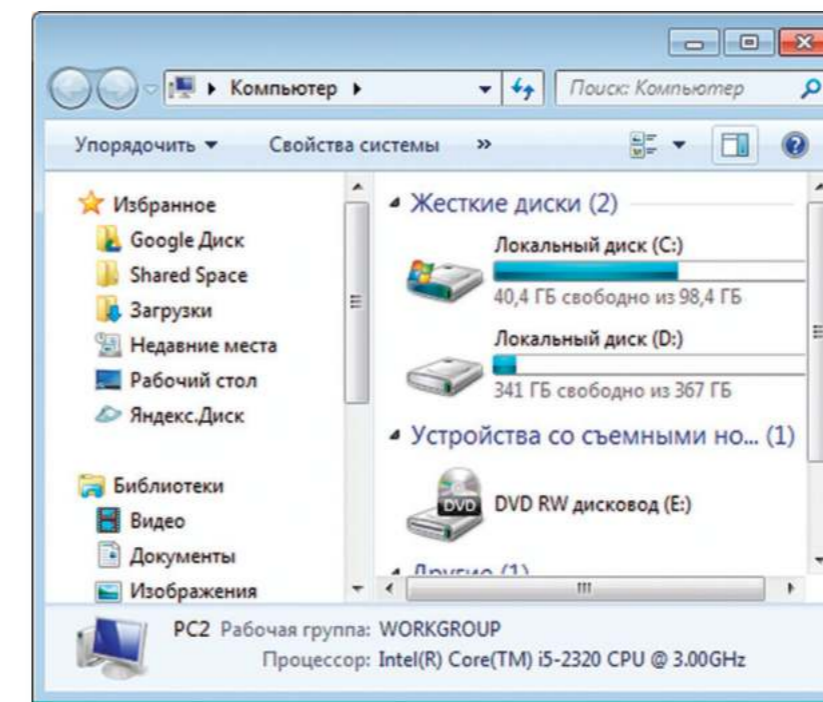 Компьютер
Поиск: Компьютер
Упорядочить
Свойства системы
»
Избранное
Google Диск
Shared Space
Загрузки
Недавние места
Рабочий стол
Яндекс.Диск
Библиотеки
Видео
Документы
Изображения
Жесткие диски (2)
Локальный диск (C:)
40,4 ГБ свободно из 98,4 ГБ
Локальный диск (D:)
341 ГБ свободно из 367 ГБ
Устройства со съемными но... (1)
DVD
DVD RW дисковод (E:)
Другие (1)
PC2 Рабочая группа: WORKGROUP
Процессор: Intel(R) Core(TM) i5-2320 CPU @ 3.00GHz